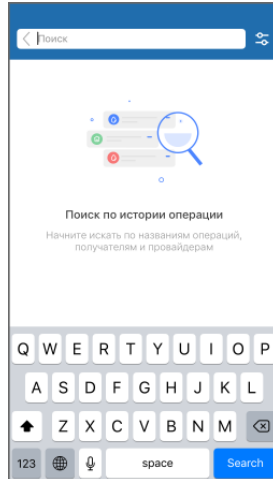 Поиск
Поиск по истории операции
Начните искать по названиям операций,
получателям и провайдерам
Q W E R T Y U I O P
A S D F G H J K L
Z X C V B N M
123 space Search